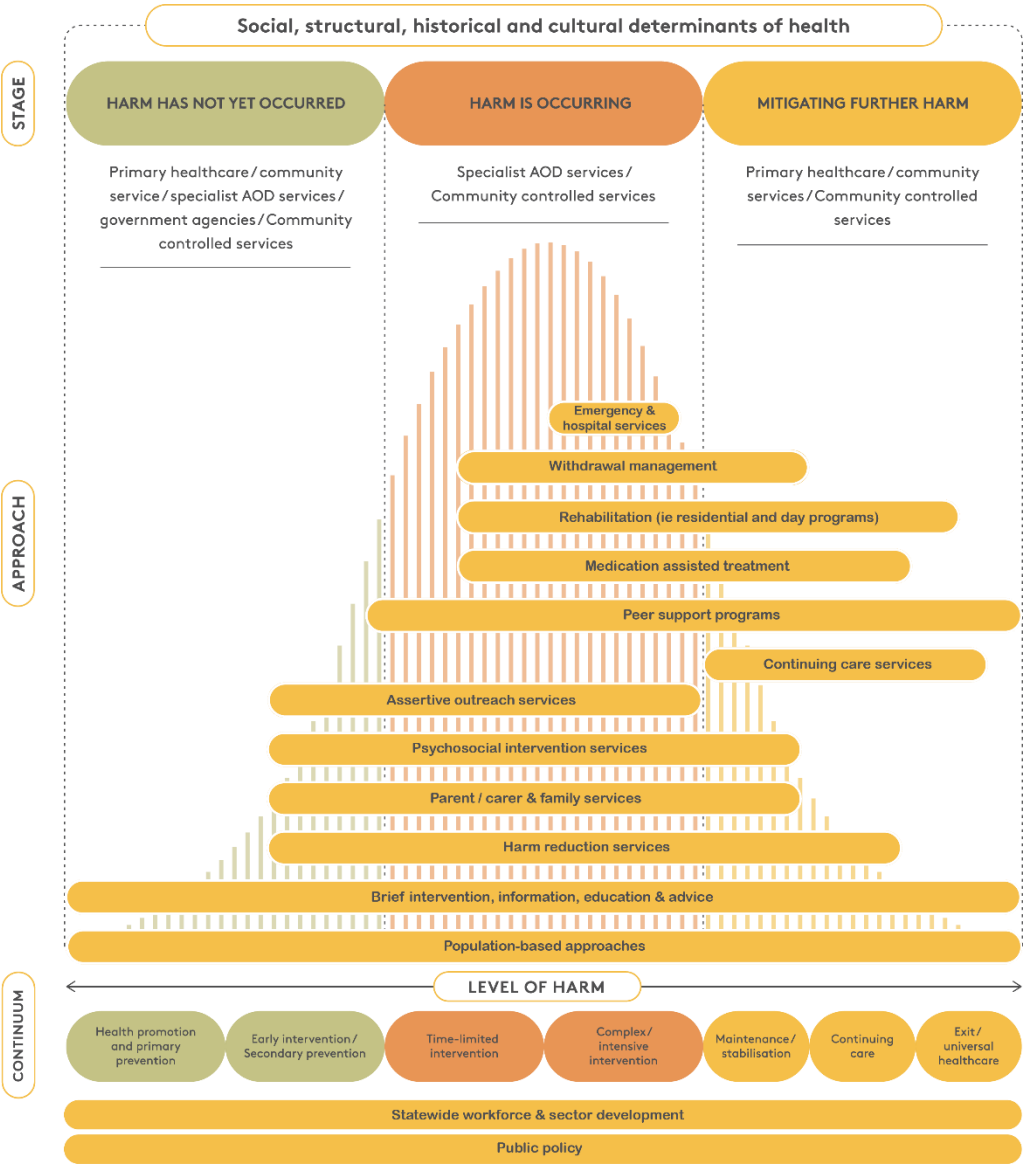 Social, structural, historical and cultural determinants of health
STAGE
HARM HAS NOT YET OCCURRED
HARM IS OCCURRING
MITIGATING FURTHER HARM
Primary healthcare / community
service / specialist AOD services /
government agencies / Community
controlled services
Specialist AOD services /
Community controlled services
Primary healthcare / community
services / Community controlled
services
APPROACH
Emergency &
hospital services
Withdrawal management
Rehabilitation (ie residential and day programs)
Medication assisted treatment
Peer support programs
Continuing care services
Assertive outreach services
Psychosocial intervention services
Parent / carer & family services
Harm reduction services
Brief intervention, information, education & advice
Population-based approaches
LEVEL OF HARM
CONTINUUM
Health promotion
and primary
prevention
Early intervention /
Secondary prevention
Time-limited
intervention
Complex /
intensive
intervention
Maintenance /
stabilisation
Continuing
care
Exit /
universal
healthcare
Statewide workforce & sector development
Public policy